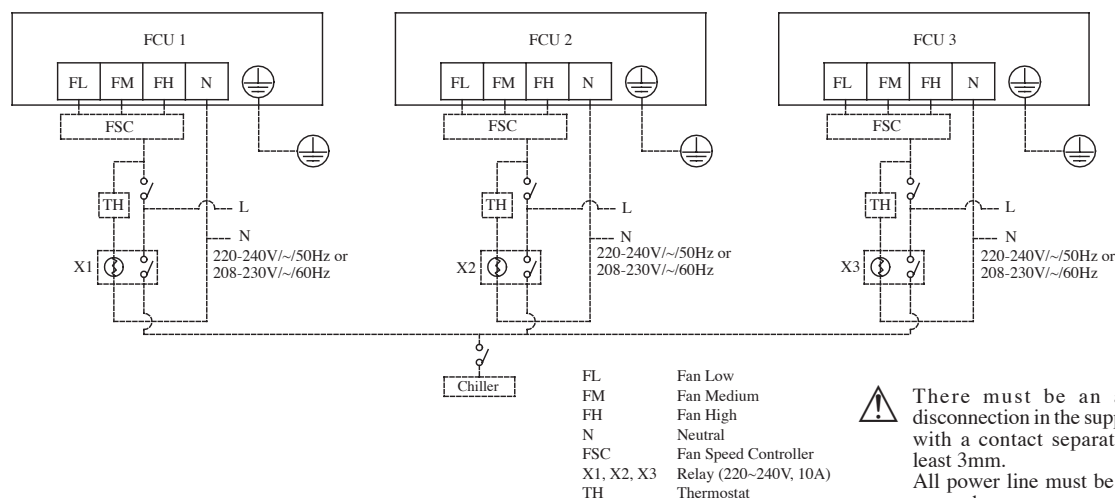 FCU 1
FL FM FH N
FSC
TH
L
N
220-240V/~/50Hz or
208-230V/~/60Hz
X1
FCU 2
FL FM FH N
FSC
TH
L
N
220-240V/~/50Hz or
208-230V/~/60Hz
X2
FCU 3
FL FM FH N
FSC
TH
L
N
220-240V/~/50Hz or
208-230V/~/60Hz
X3
Chiller
FL Fan Low
FM Fan Medium
FH Fan High
N Neutral
FSC Fan Speed Controller
X1, X2, X3 Relay (220~240V, 10A)
TH Thermostat
There must be an
disconnection in the
with a contact
least 3mm.
All power line must be